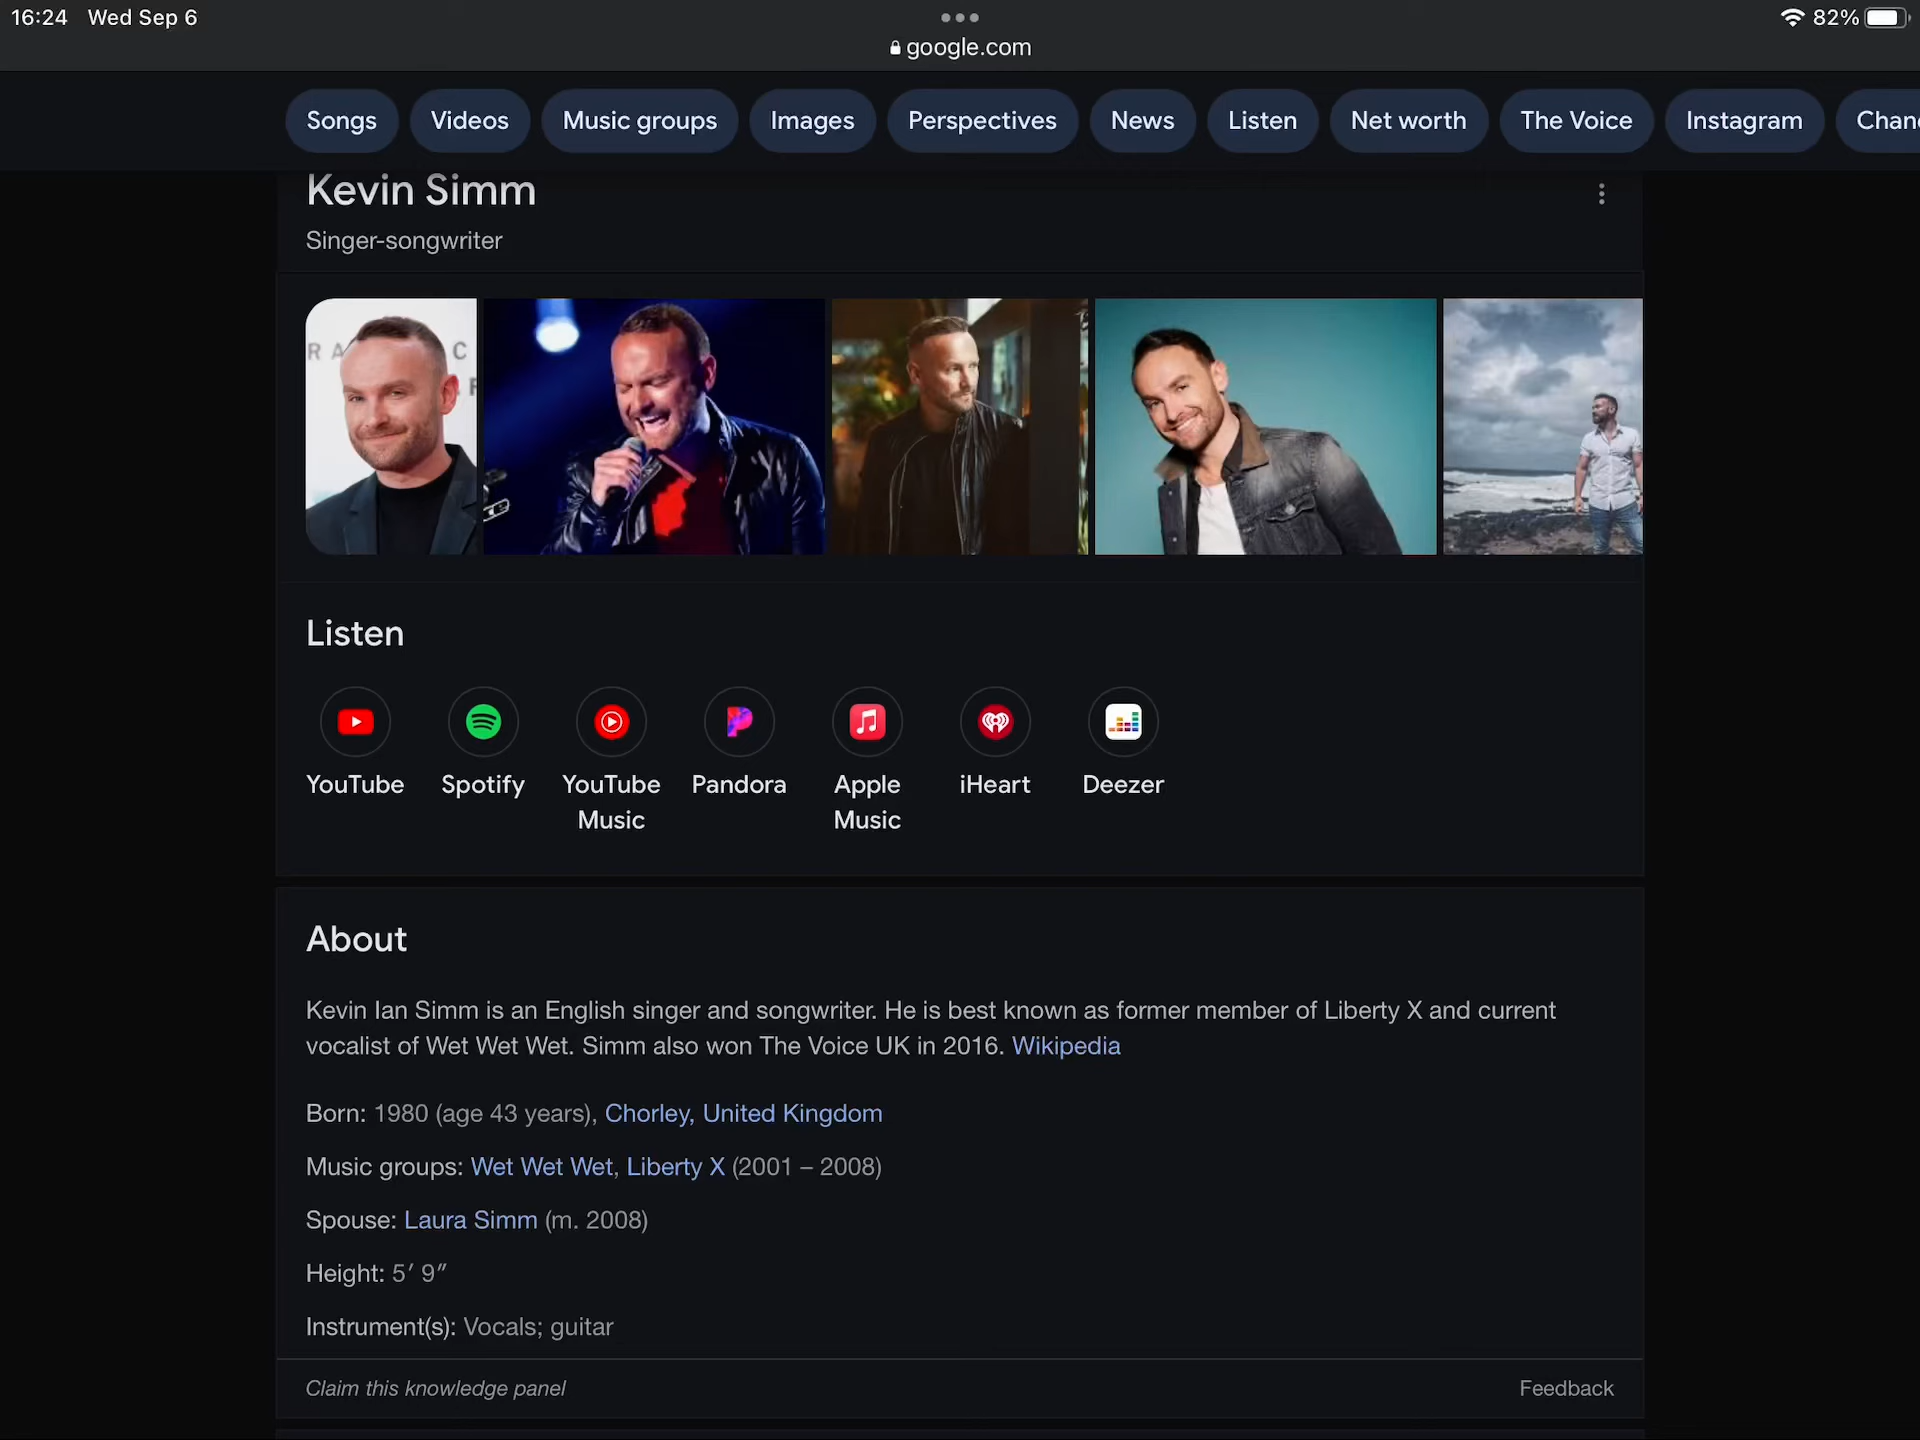 16:24 Wed Sep 6
82%
google.com
Songs Videos Music groups Images Perspectives News Listen Net worth The Voice Instagram
Kevin Simm
Singer-songwriter
Listen
YouTube Spotify YouTube Pandora Apple iHeart Deezer
Music Music
About
Kevin Ian Simm is an English singer and songwriter. He is best known as former member of Liberty X and current
vocalist of Wet Wet Wet. Simm also won The Voice UK in 2016. Wikipedia
Born: 1980 (age 43 years), Chorley, United Kingdom
Music groups: Wet Wet Wet, Liberty X (2001 – 2008)
Spouse: Laura Simm (m. 2008)
Height: 5′ 9″
Instrument(s): Vocals; guitar
Claim this knowledge panel
Feedback